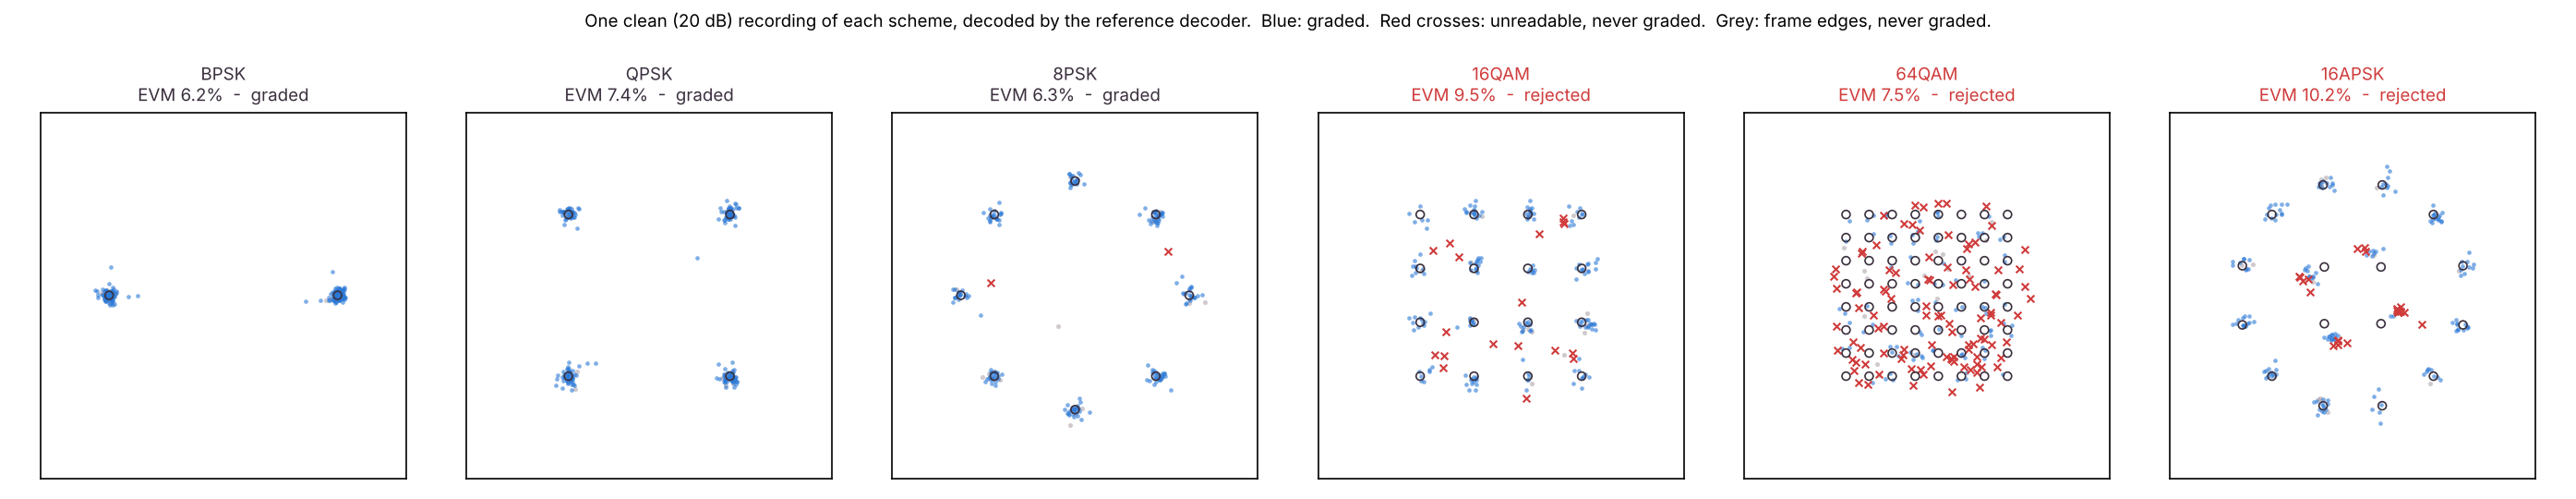 One clean (20 dB) recording of each scheme, decoded by the reference decoder.  Blue: graded.  Red crosses: unreadable, never graded.  Grey: frame edges, never graded.
BPSK
EVM 6.2%  -  graded
QPSK
EVM 7.4%  -  graded
8PSK
EVM 6.3%  -  graded
16QAM
EVM 9.5%  -  rejected
64QAM
EVM 7.5%  -  rejected
16APSK
EVM 10.2%  -  rejected